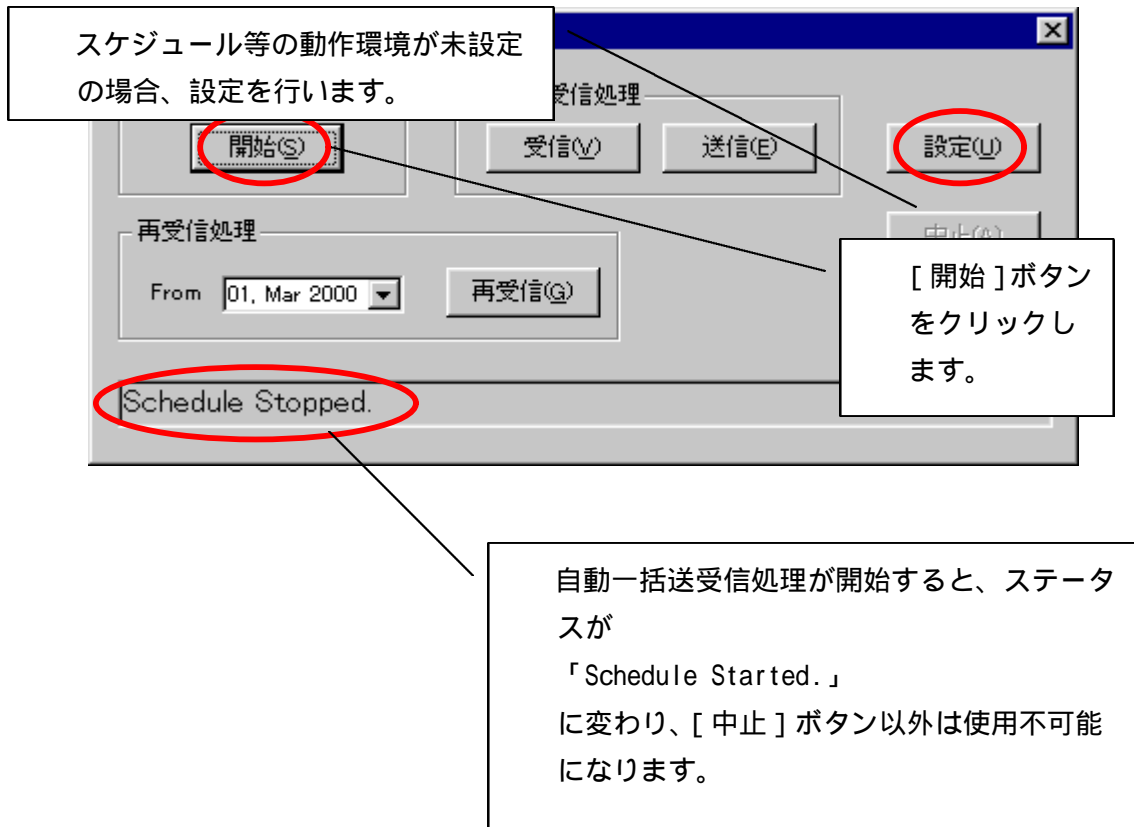 スケジュール等の動作環境が未設定
の場合、設定を行います。
受信処理
開始(S)
受信(V)
送信(E)
設定(U)
再受信処理
From 01, Mar 2000
再受信(G)
[ 開始 ]ボタン
をクリックし
ます。
Schedule Stopped.
自動一括送受信処理が開始すると、ステータ
スが
「Schedule Started.」
に変わり、[ 中止 ] ボタン以外は使用不可能
になります。